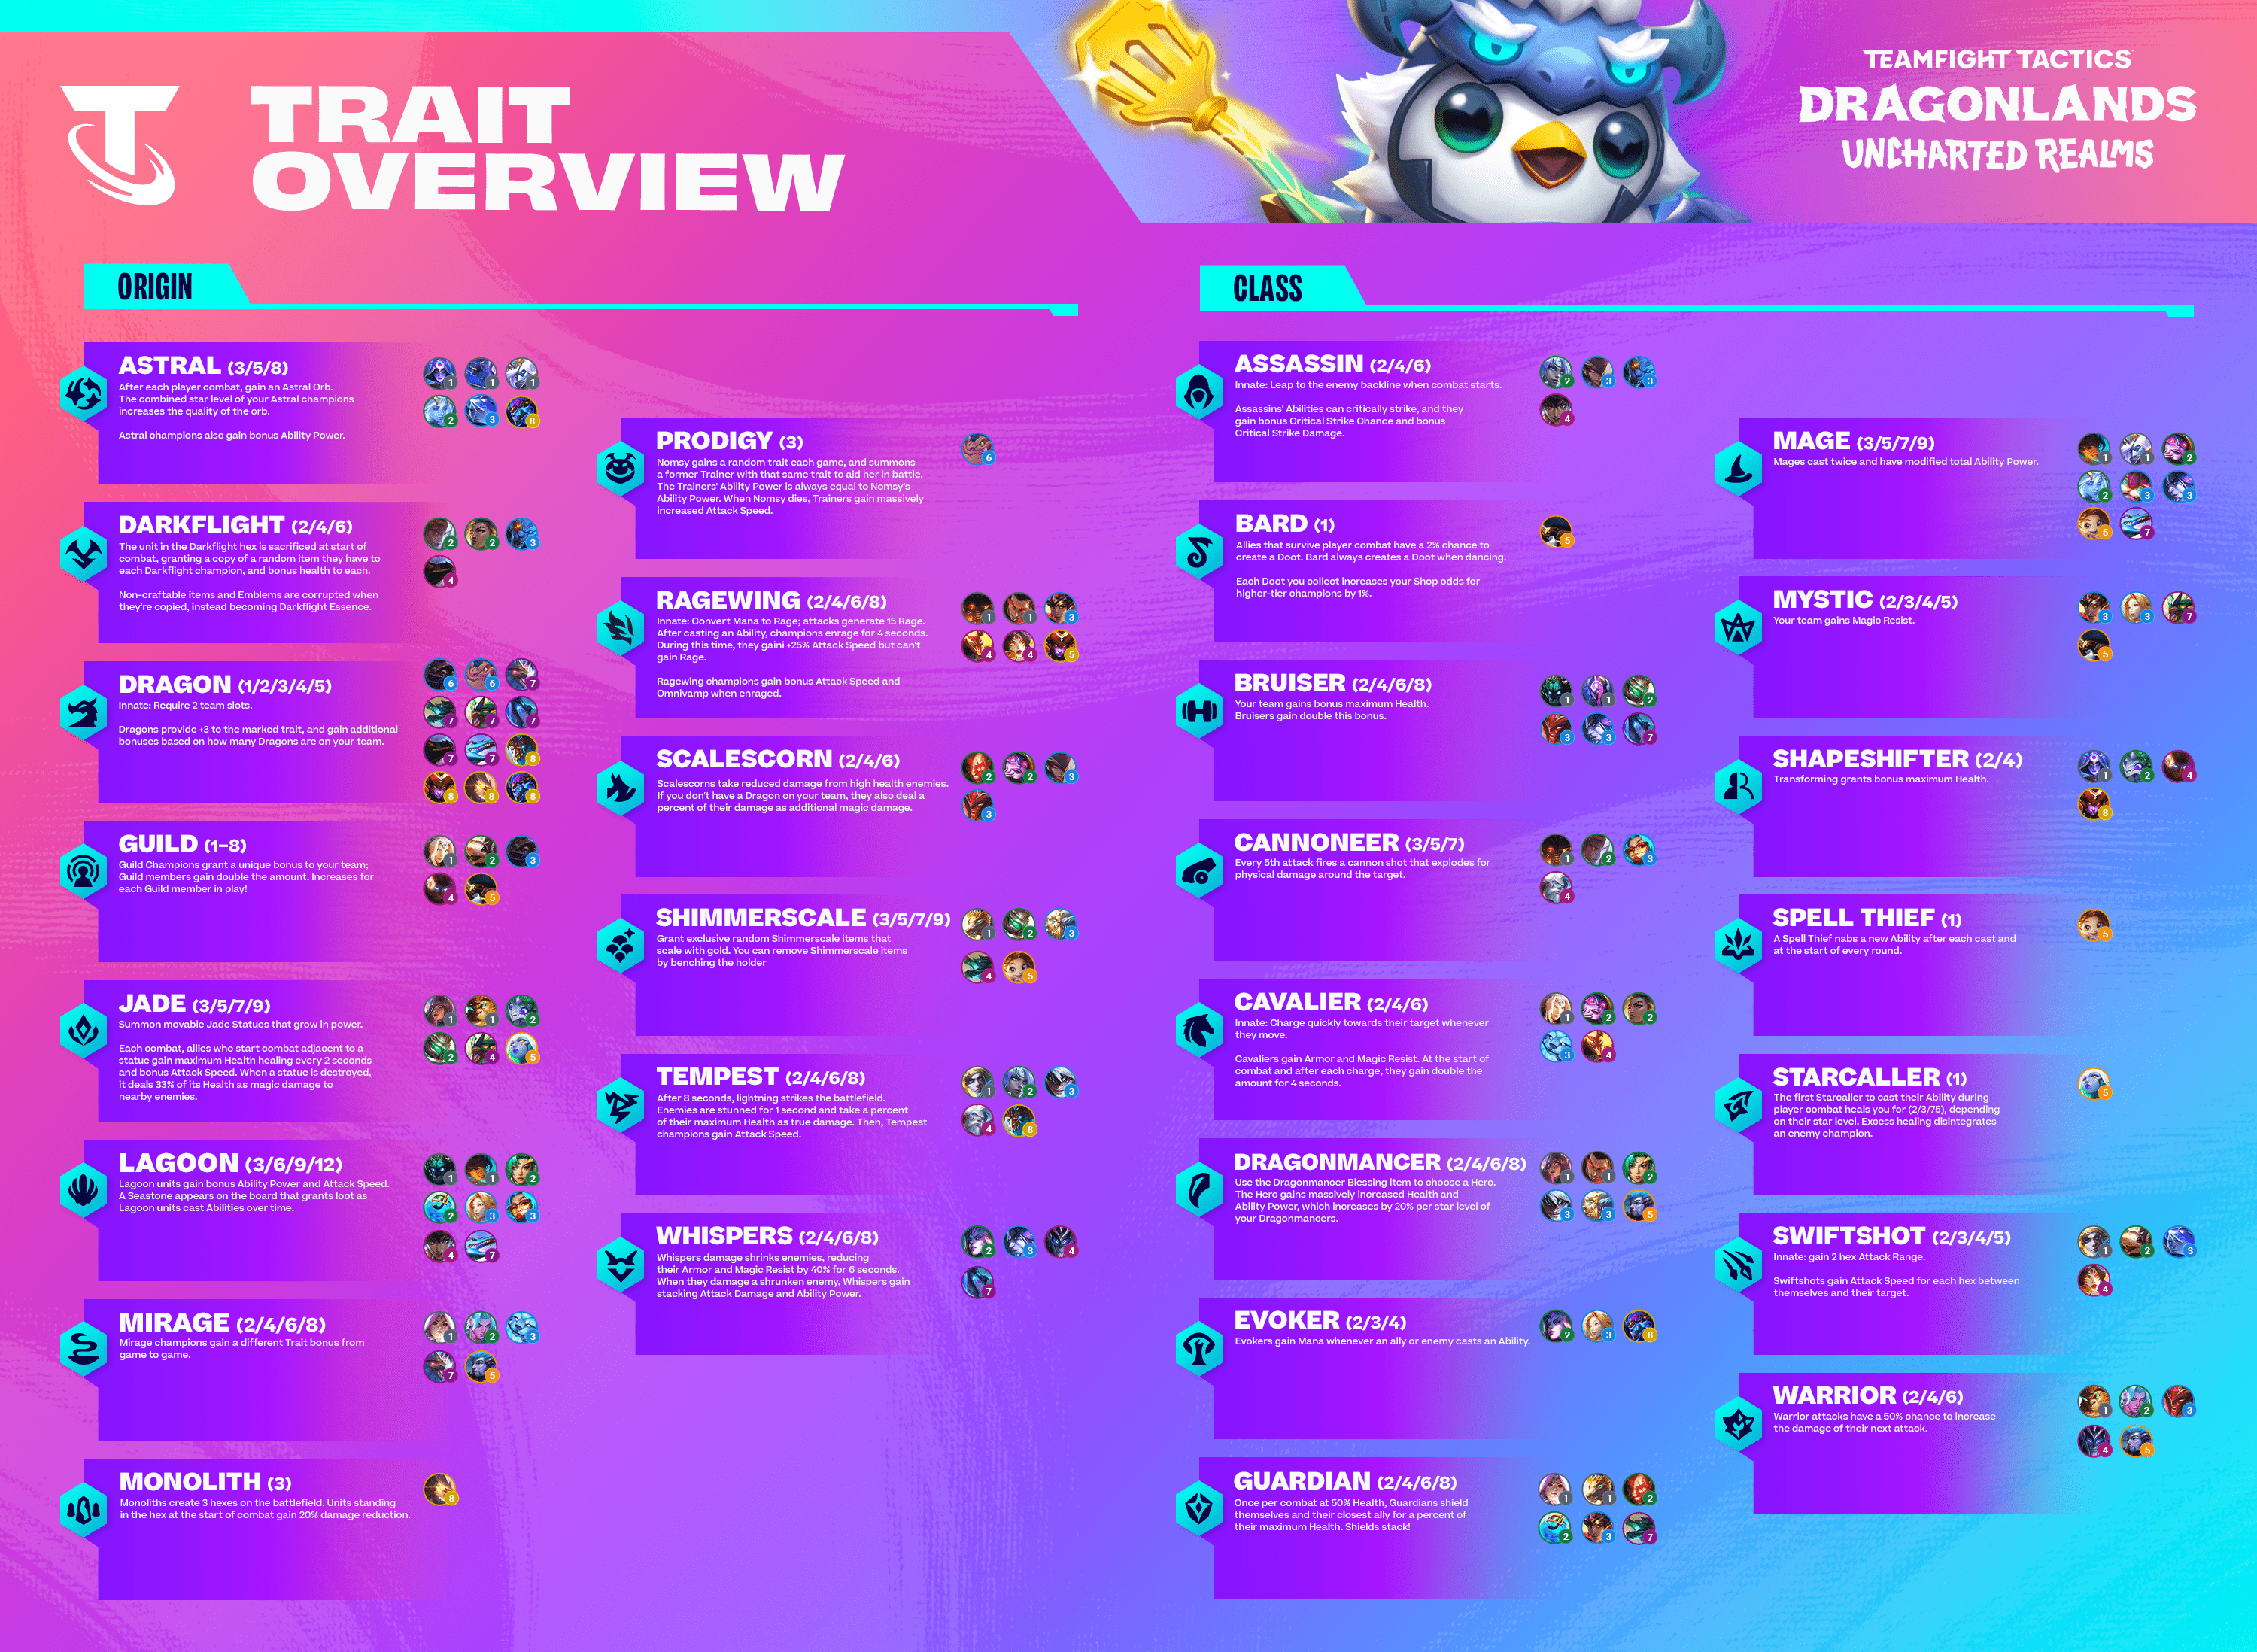 TRAIT
OVERVIEW
TEAMFIGHT TACTICS
DRAGONLANDS
UNCHARTED REALMS
ORIGIN
ASTRAL (3/5/8)
After each player combat, gain an Astral Orb.
The combined star level of your Astral champions
increases the quality of the orb.
Astral champions also gain bonus Ability Power.
1 1 1
2 3 8
DARKFLIGHT (2/4/6)
The unit in the Darkflight hex is sacrificed at start of
combat, granting a copy of a random item they have to
each Darkflight champion, and bonus health to each.
Non-craftable items and Emblems are corrupted when
they're copied, instead becoming Darkflight Essence.
2 2 3
4
DRAGON (1/2/3/4/5)
Innate: Require 2 team slots.
Dragons provide +3 to the marked trait, and gain additional
bonuses based on how many Dragons are on your team.
6 6 7
7 7 7
7 7 8
8 8 8
GUILD (1–8)
Guild Champions grant a unique bonus to your team;
Guild members gain double the amount. Increases for
each Guild member in play!
1 2 3
4 5
JADE (3/5/7/9)
Summon movable Jade Statues that grow in power.
Each combat, allies who start combat adjacent to a
statue gain maximum Health healing every 2 seconds
and bonus Attack Speed. When a statue is destroyed,
it deals 33% of its Health as magic damage to
nearby enemies.
1 1 2
2 4 5
LAGOON (3/6/9/12)
Lagoon units gain bonus Ability Power and Attack Speed.
A Seastone appears on the board that grants loot as
Lagoon units cast Abilities over time.
1 1 2
2 3 3
4 7
MIRAGE (2/4/6/8)
Mirage champions gain a different Trait bonus from
game to game.
1 2 3
7 5
MONOLITH (3)
Monoliths create 3 hexes on the battlefield. Units standing
in the hex at the start of combat gain 20% damage reduction.
8
PRODIGY (3)
Nomsy gains a random trait each game, and summons
a former Trainer with that same trait to aid her in battle.
The Trainers' Ability Power is always equal to Nomsy's
Ability Power. When Nomsy dies, Trainers gain massively
increased Attack Speed.
6
RAGEWING (2/4/6/8)
Innate: Convert Mana to Rage; attacks generate 15 Rage.
After casting an Ability, champions enrage for 4 seconds.
During this time, they gaini +25% Attack Speed but can't
gain Rage.
Ragewing champions gain bonus Attack Speed and
Omnivamp when enraged.
1 1 3
4 4 5
SCALESCORN (2/4/6)
Scalescorns take reduced damage from high health enemies.
If you don't have a Dragon on your team, they also deal a
percent of their damage as additional magic damage.
2 2 3
3
SHIMMERSCALE (3/5/7/9)
Grant exclusive random Shimmerscale items that
scale with gold. You can remove Shimmerscale items
by benching the holder
1 2 3
4 5
TEMPEST (2/4/6/8)
After 8 seconds, lightning strikes the battlefield.
Enemies are stunned for 1 second and take a percent
of their maximum Health as true damage. Then, Tempest
champions gain Attack Speed.
1 2 3
4 8
WHISPERS (2/4/6/8)
Whispers damage shrinks enemies, reducing
their Armor and Magic Resist by 40% for 6 seconds.
When they damage a shrunken enemy, Whispers gain
stacking Attack Damage and Ability Power.
2 3 4
7
CLASS
ASSASSIN (2/4/6)
Innate: Leap to the enemy backline when combat starts.
Assassins' Abilities can critically strike, and they
gain bonus Critical Strike Chance and bonus
Critical Strike Damage.
2 3 3
4
BARD (1)
Allies that survive player combat have a 2% chance to
create a Doot. Bard always creates a Doot when dancing.
Each Doot you collect increases your Shop odds for
higher-tier champions by 1%.
5
BRUISER (2/4/6/8)
Your team gains bonus maximum Health.
Bruisers gain double this bonus.
1 1 2
3 3 7
CANNONEER (3/5/7)
Every 5th attack fires a cannon shot that explodes for
physical damage around the target.
1 2 3
4
CAVALIER (2/4/6)
Innate: Charge quickly towards their target whenever
they move.
Cavaliers gain Armor and Magic Resist. At the start of
combat and after each charge, they gain double the
amount for 4 seconds.
1 2 2
3 4
DRAGONMANCER (2/4/6/8)
Use the Dragonmancer Blessing item to choose a Hero.
The Hero gains massively increased Health and
Ability Power, which increases by 20% per star level of
your Dragonmancers.
1 1 2
3 3 5
EVOKER (2/3/4)
Evokers gain Mana whenever an ally or enemy casts an Ability.
2 3 8
GUARDIAN (2/4/6/8)
Once per combat at 50% Health, Guardians shield
themselves and their closest ally for a percent of
their maximum Health. Shields stack!
1 1 2
2 3 7
MAGE (3/5/7/9)
Mages cast twice and have modified total Ability Power.
1 1 2
2 3 3
5 7
MYSTIC (2/3/4/5)
Your team gains Magic Resist.
3 3 7
5
SHAPESHIFTER (2/4)
Transforming grants bonus maximum Health.
1 2 4
8
SPELL THIEF (1)
A Spell Thief nabs a new Ability after each cast and
at the start of every round.
5
STARCALLER (1)
The first Starcaller to cast their Ability during
player combat heals you for (2/3/75), depending
on their star level. Excess healing disintegrates
an enemy champion.
5
SWIFTSHOT (2/3/4/5)
Innate: gain 2 hex Attack Range.
Swiftshots gain Attack Speed for each hex between
themselves and their target.
1 2 3
4
WARRIOR (2/4/6)
Warrior attacks have a 50% chance to increase
the damage of their next attack.
1 2 3
4 5